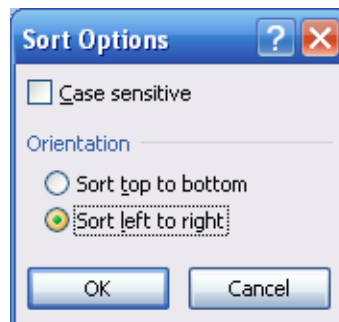 Sort Options
Case sensitive
Orientation
Sort top to bottom
Sort left to right
OK
Cancel